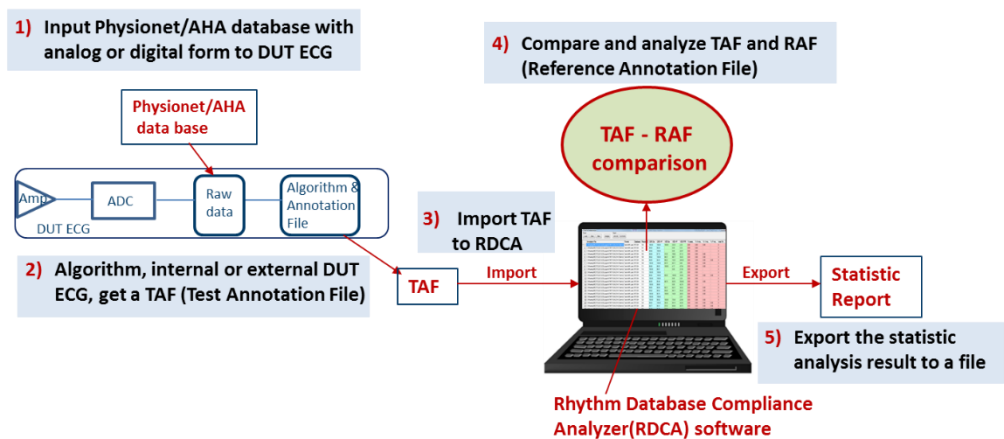 1) Input Physionet/AHA database with
analog or digital form to DUT ECG
Physionet/AHA
data base
Amp
ADC
Raw
data
Algorithm &
Annotation
File
DUT ECG
2) Algorithm, internal or external DUT
ECG, get a TAF (Test Annotation File)
TAF
3) Import TAF
to RDCA
Import
4) Compare and analyze TAF and RAF
(Reference Annotation File)
TAF - RAF
comparison
Export
Statistic
Report
5) Export the statistic
analysis result to a file
Rhythm Database Compliance
Analyzer(RDCA) software